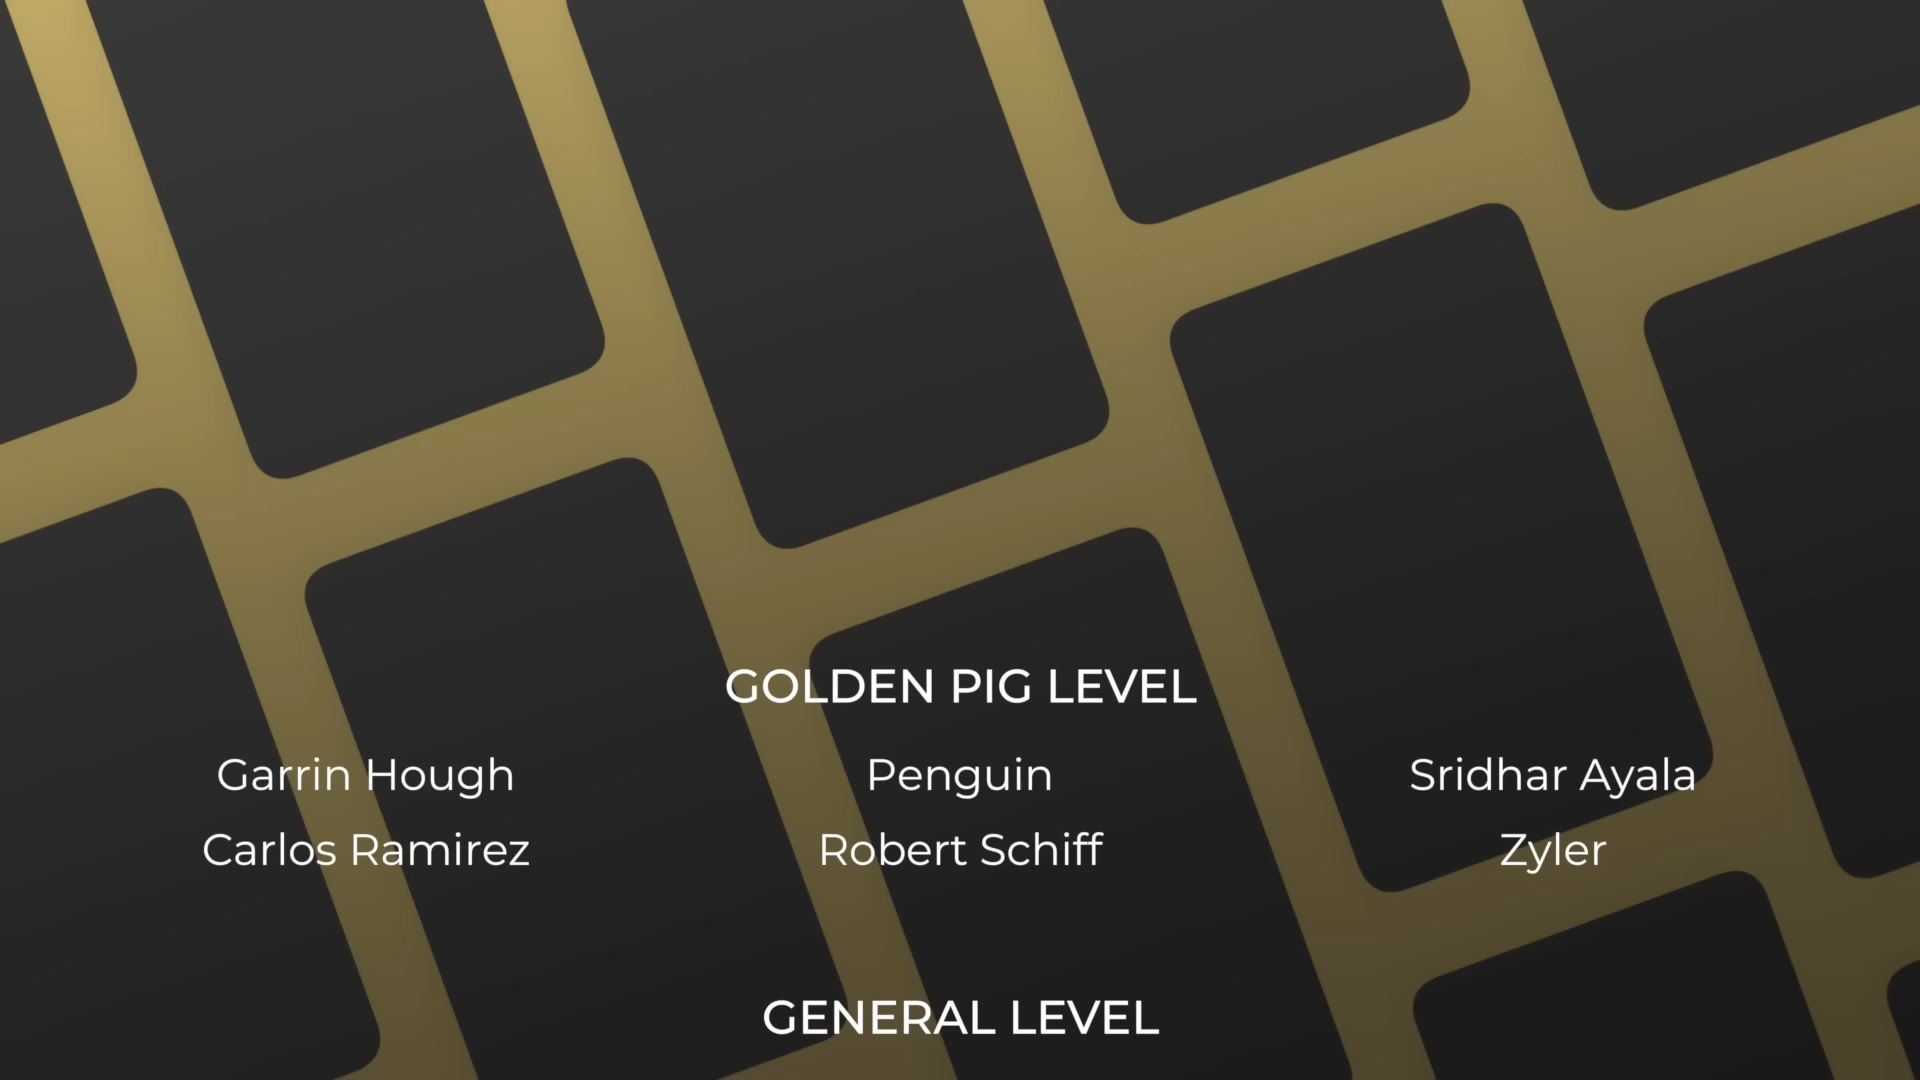 GOLDEN PIG LEVEL
Garrin Hough Penguin Sridhar Ayala
Carlos Ramirez Robert Schiff Zyler
GENERAL LEVEL